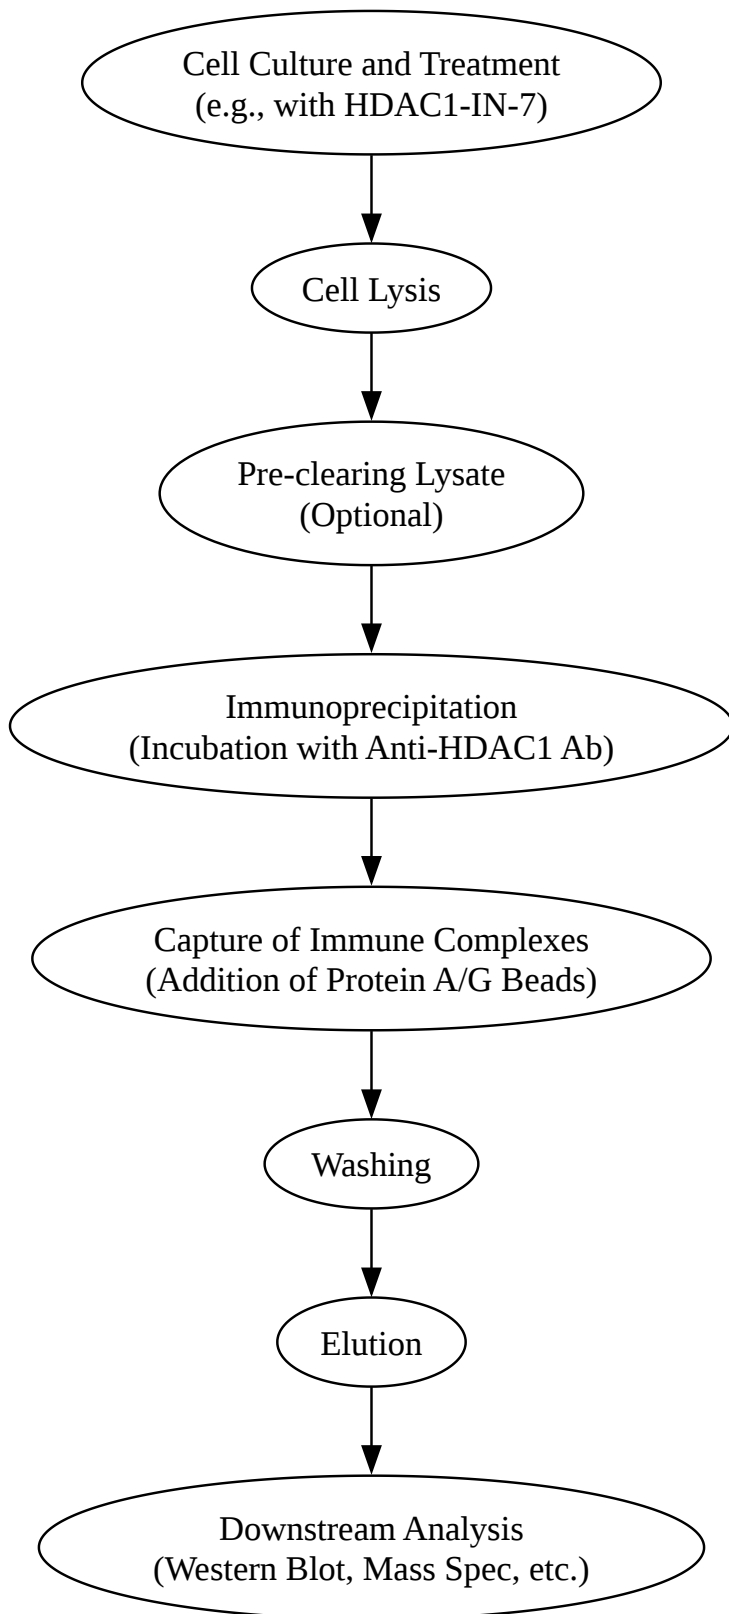 Cell Culture and Treatment
(e.g., with HDAC1-IN-7)
Cell Lysis
Pre-clearing Lysate
(Optional)
Immunoprecipitation
(Incubation with Anti-HDAC1 Ab)
Capture of Immune Complexes
(Addition of Protein A/G Beads)
Washing
Elution
Downstream Analysis
(Western Blot, Mass Spec, etc.)